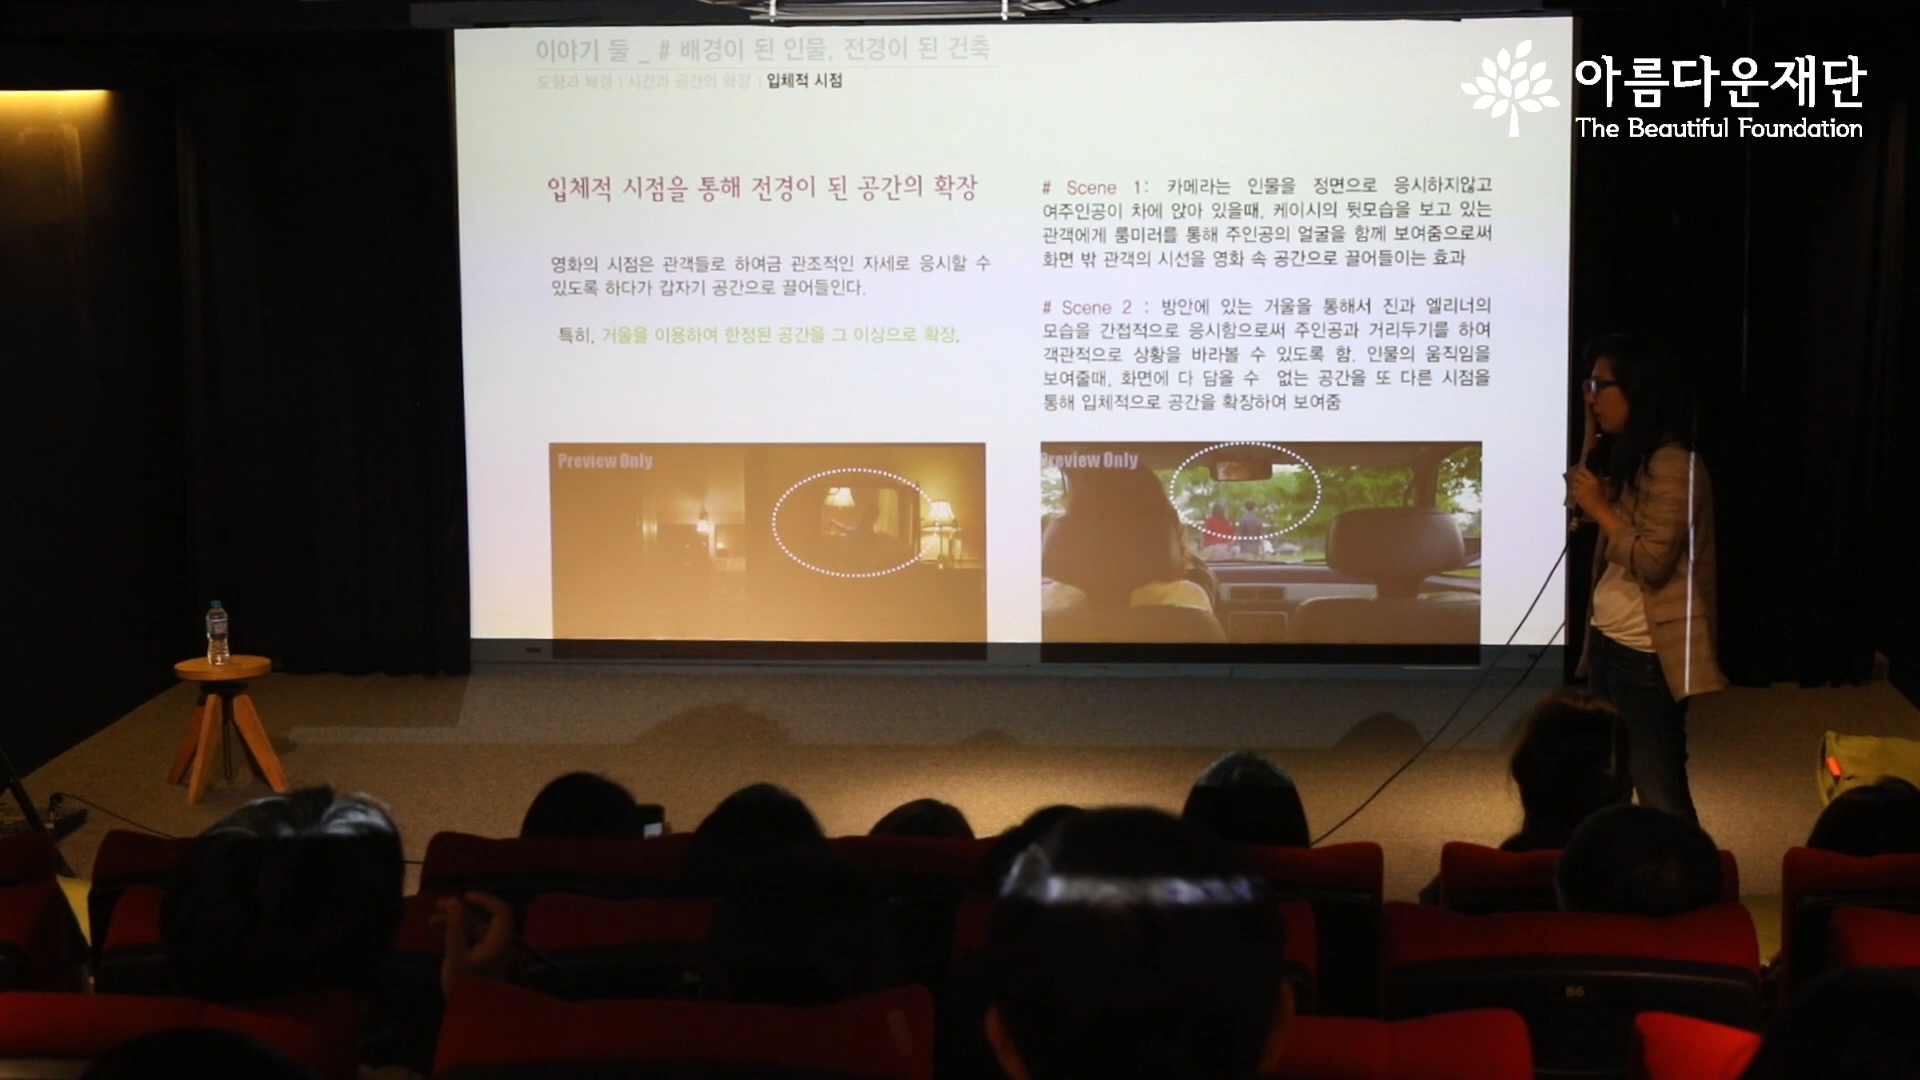 이야기 둘 _ # 배경이 된 인물, 전경이 된 건축
도형과 배경 | 시간과 공간의 확장 | 입체적 시점
입체적 시점을 통해 전경이 된 공간의 확장
영화의 시점은 관객들로 하여금 관조적인 자세로 응시할 수
있도록 하다가 갑자기 공간으로 끌어들인다.
특히, 거울을 이용하여 한정된 공간을 그 이상으로 확장.
# Scene 1: 카메라는 인물을 정면으로 응시하지않고
여주인공이 차에 앉아 있을때, 케이시의 뒷모습을 보고 있는
관객에게 룸미러를 통해 주인공의 얼굴을 함께 보여줌으로써
화면 밖 관객의 시선을 영화 속 공간으로 끌어들이는 효과
# Scene 2 : 방안에 있는 거울을 통해서 진과 엘리너의
모습을 간접적으로 응시함으로써 주인공과 거리두기를 하여
객관적으로 상황을 바라볼 수 있도록 함. 인물의 움직임을
보여줄때, 화면에 다 담을 수 없는 공간을 또 다른 시점을
통해 입체적으로 공간을 확장하여 보여줌
Preview Only
Preview Only
아름다운재단
The Beautiful Foundation
B6